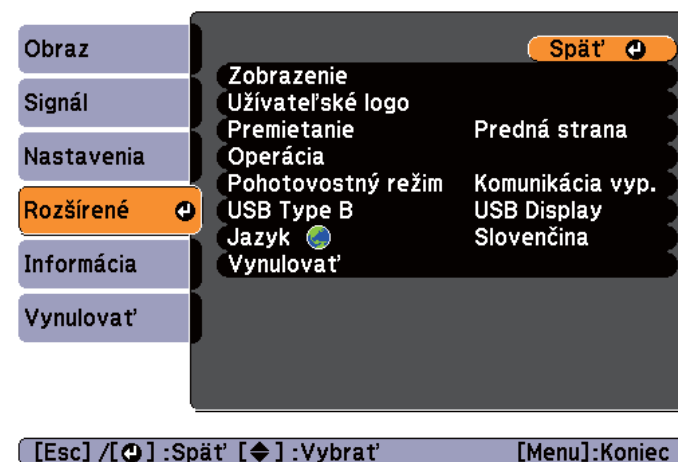 Obraz
Signál
Nastavenia
Rozšírené
Informácia
Vynulovať
Späť
Zobrazenie
Užívateľské logo
Premietanie Predná strana
Operácia
Pohotovostný režim Komunikácia vyp.
USB Type B USB Display
Jazyk Slovenčina
Vynulovať
[Esc] /[ ] :Späť [ ] :Vybrať [Menu]:Koniec